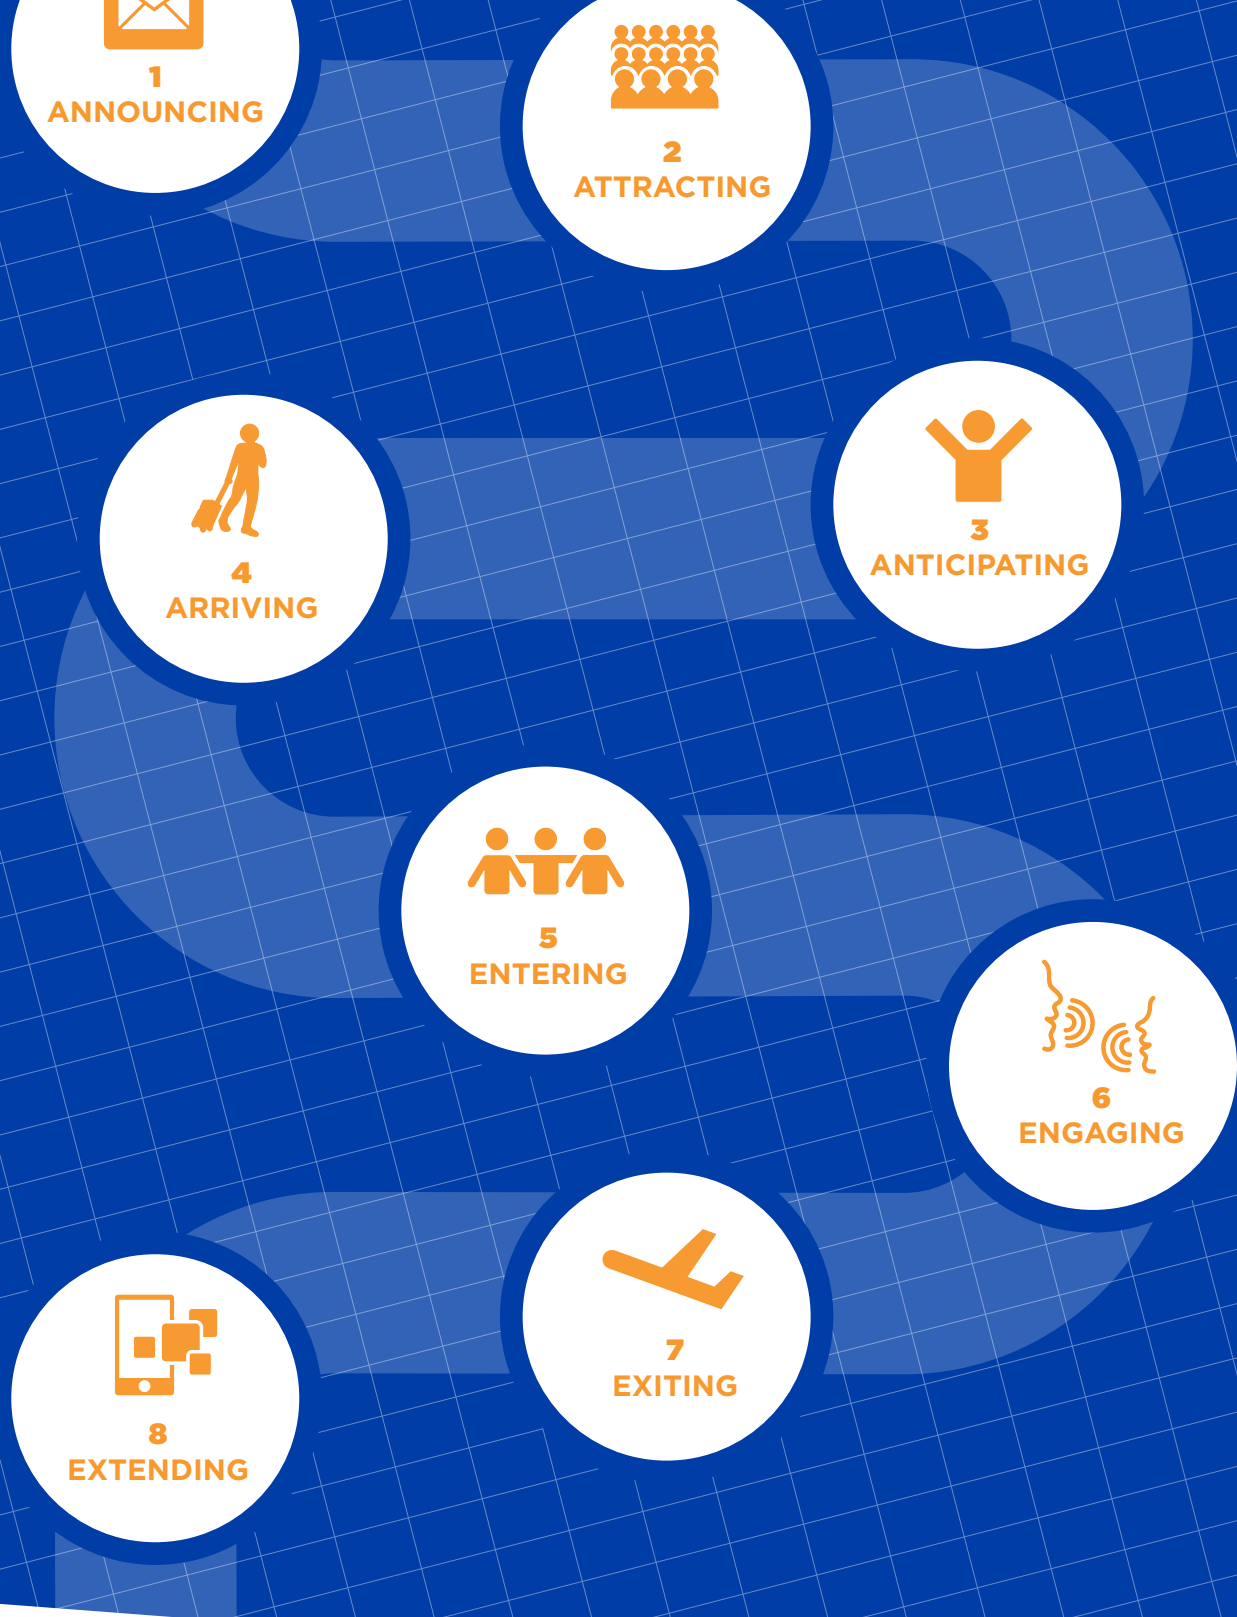 1
ANNOUNCING
2
ATTRACTING
3
ANTICIPATING
4
ARRIVING
5
ENTERING
6
ENGAGING
7
EXITING
8
EXTENDING